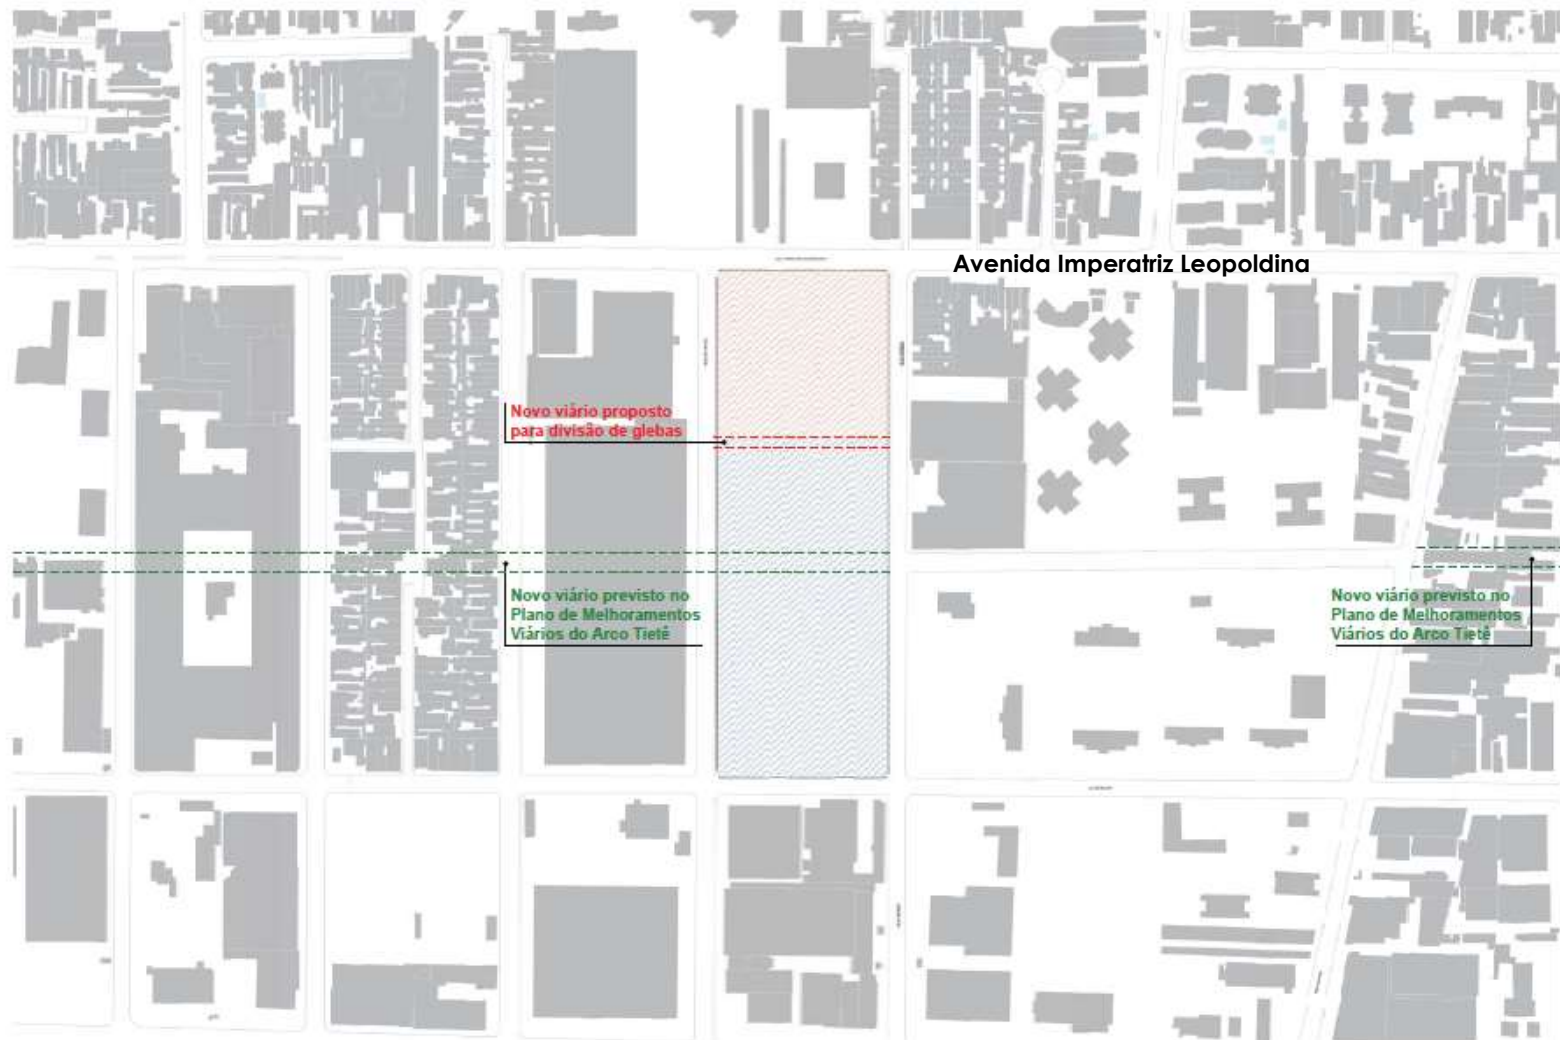 Avenida Imperatriz Leopoldina
Novo viário proposto
para divisão de glebas
Novo viário previsto no
Plano de Melhoramentos
Viários do Arco Tietê
Novo viário previsto no
Plano de Melhoramentos
Viários do Arco Tietê